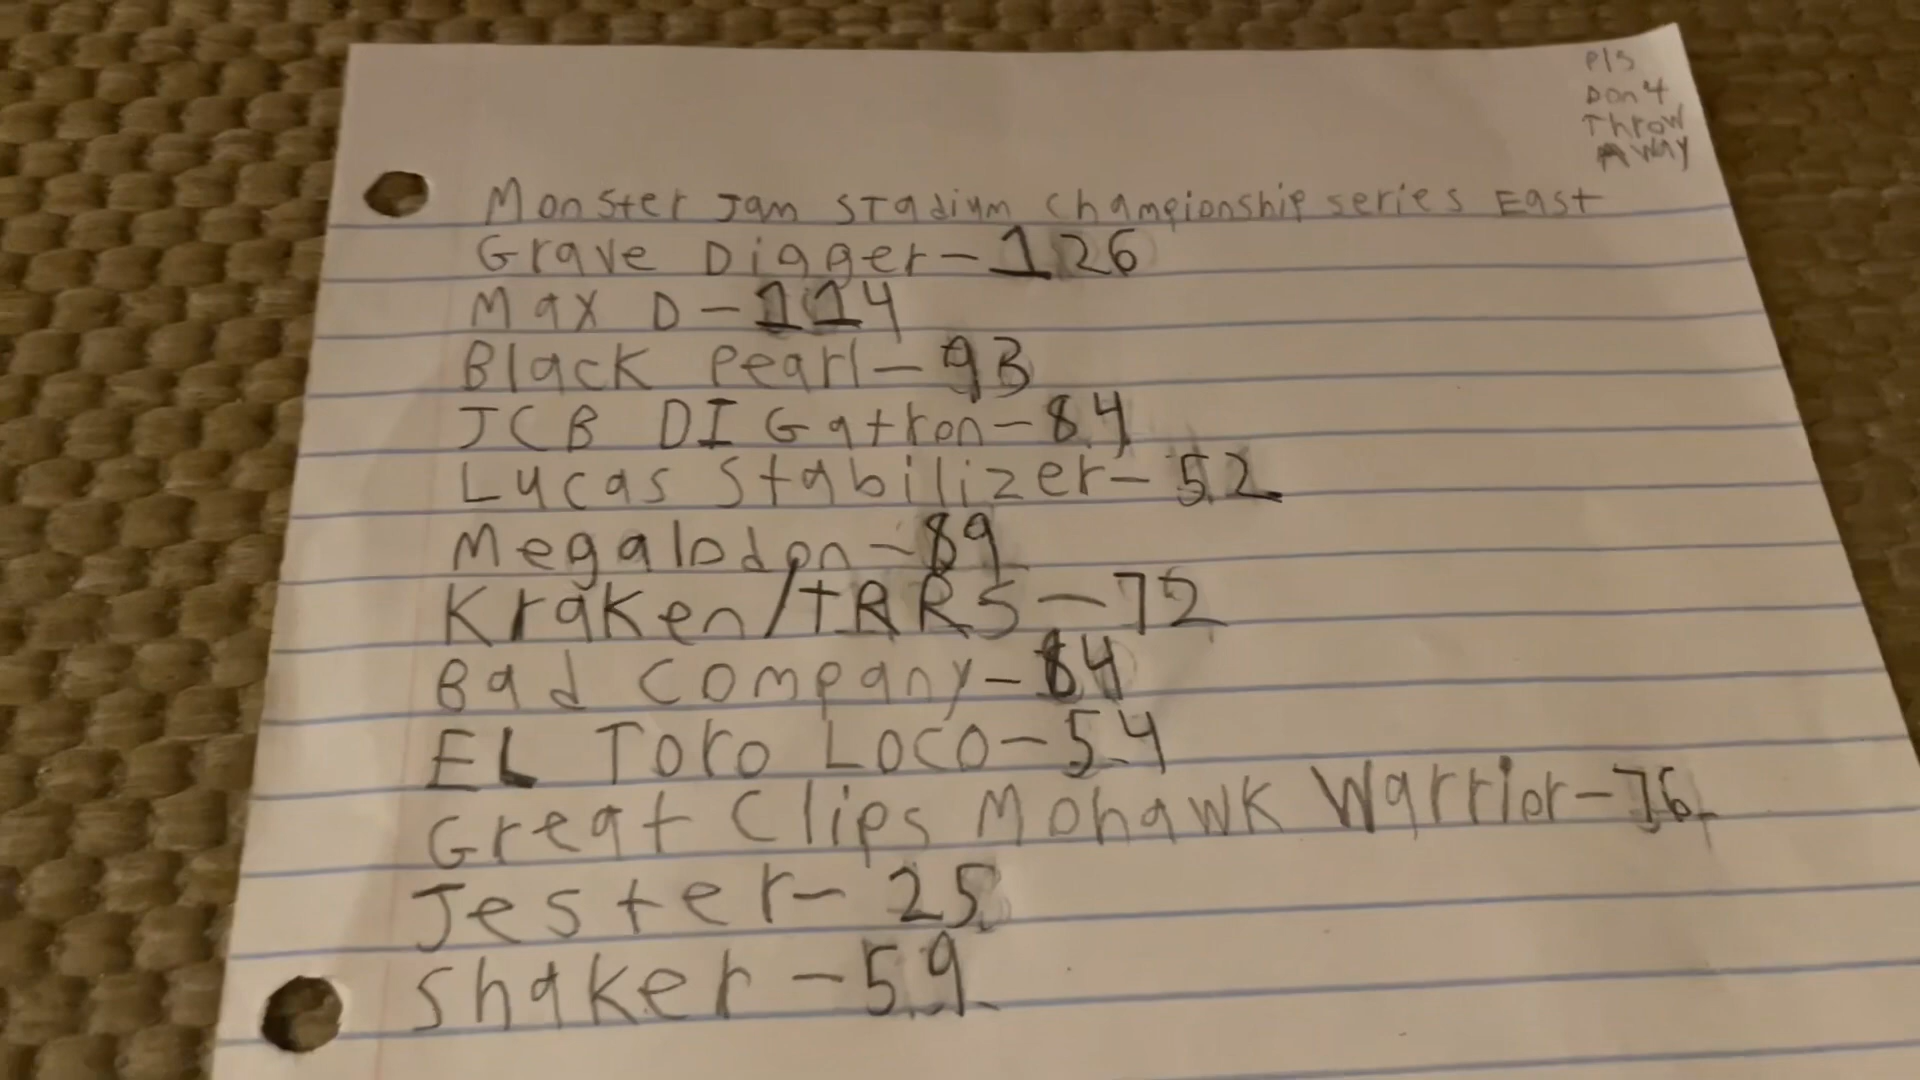 Pls
Don4
Throw
Away
Monster Jam Stadium Championship series East
Grave Digger-126
Max D-114
Black Pearl-93
JCB DIGatron-84
Lucas Stabilizer-52
Megalodon-89
Kraken/TRRS-72
Bad Company-84
EL Toro Loco-54
Great Clips Mohawk Warrior-76
Jester-25
Shaker-59